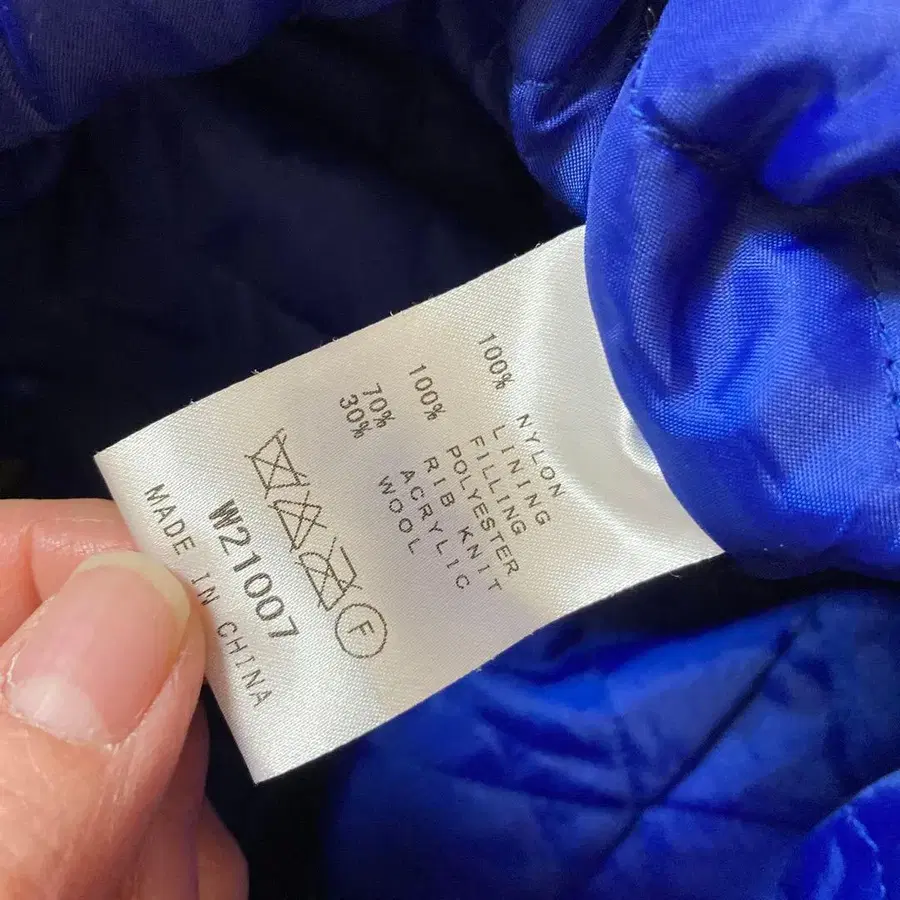 100% NYLON
LINING
FILLING
100% POLYESTER
RIB KNIT
70% ACRYLIC
30% WOOL
F
W21007
MADE IN CHINA